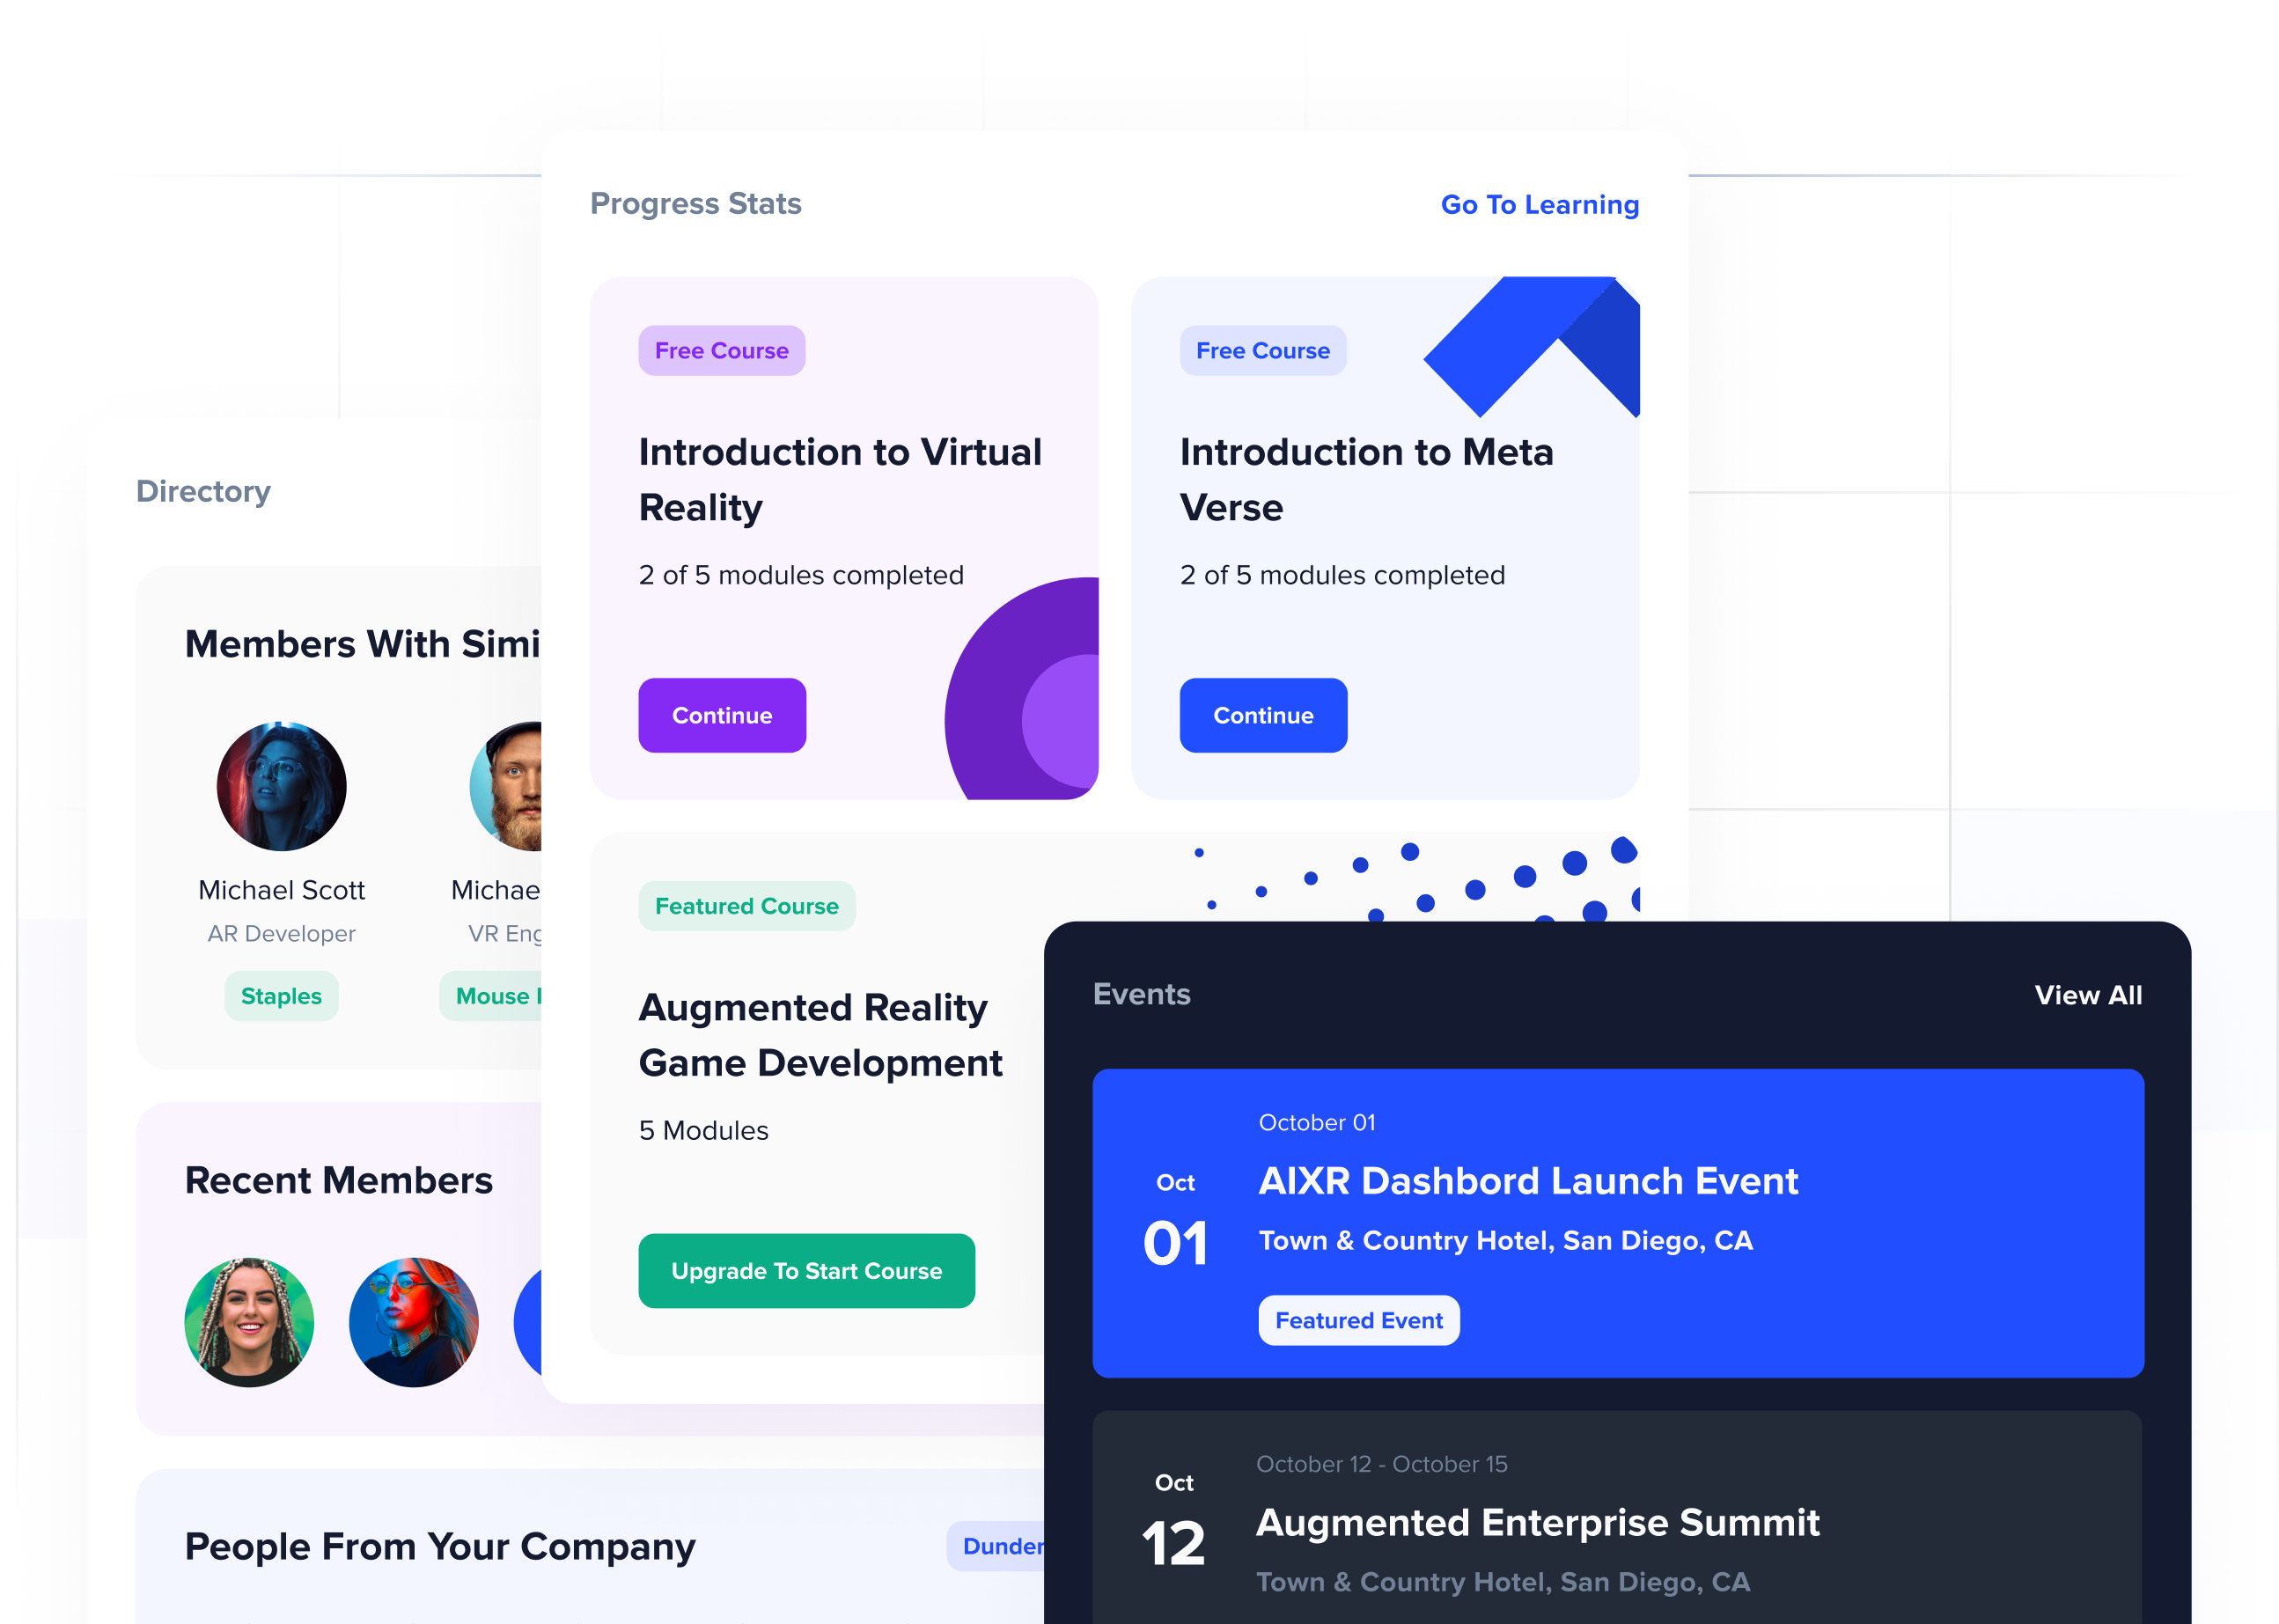 Progress Stats
Go To Learning
Free Course
Introduction to Virtual
Reality
2 of 5 modules completed
Continue
Free Course
Introduction to Meta
Verse
2 of 5 modules completed
Continue
Featured Course
Augmented Reality
Game Development
5 Modules
Upgrade To Start Course
Directory
Members With
Michael Scott
AR Developer
Staples
VR
Mouse
Recent Members
People From Your Company
Dunder
Events
View All
October 01
Oct
01
AIXR Dashbord Launch Event
Town & Country Hotel, San Diego, CA
Featured Event
October 12 - October 15
Oct
12
Augmented Enterprise Summit
Town & Country Hotel, San Diego, CA